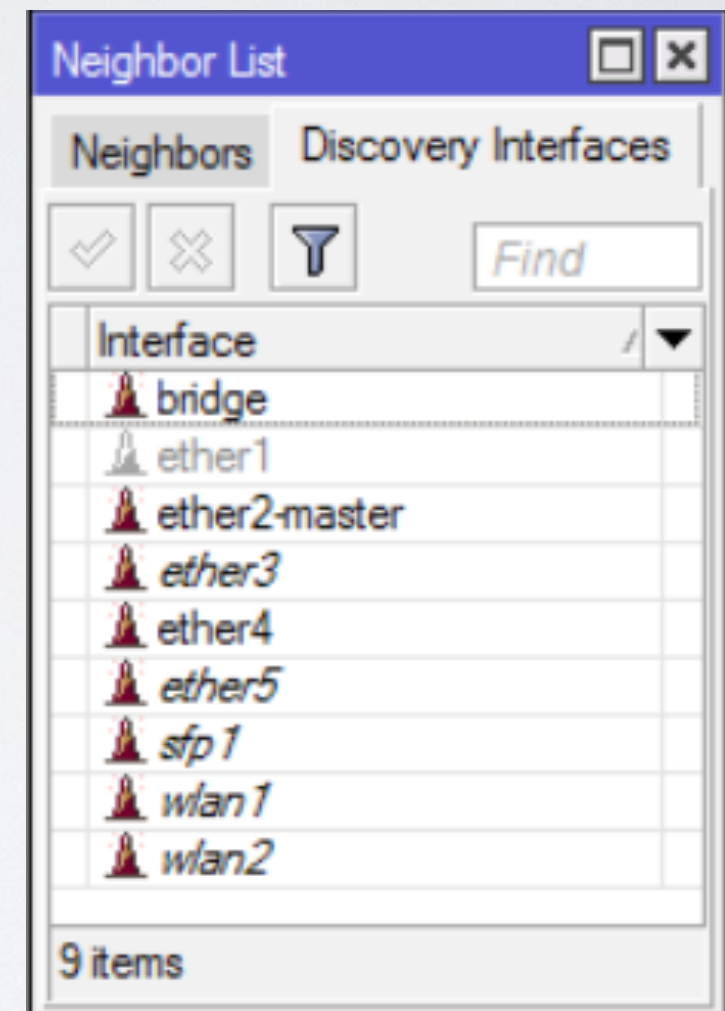 Neighbor List
Neighbors Discovery Interfaces
Find
Interface
bridge
ether1
ether2-master
ether3
ether4
ether5
sfp1
wlan1
wlan2
9 items